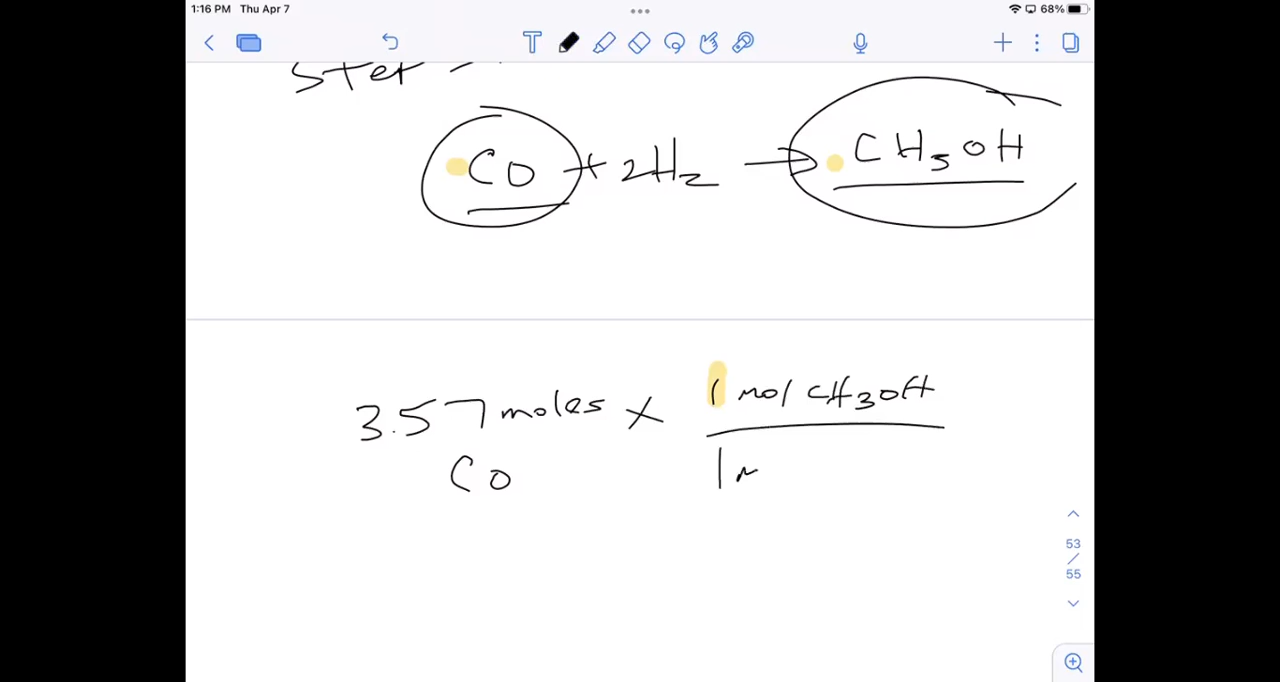 1:16 PM Thu Apr 7
68%
Step
CO + 2H2 → CH3OH
3.57 moles x 1 mol CH3OH
CO 1 m
53
/
55